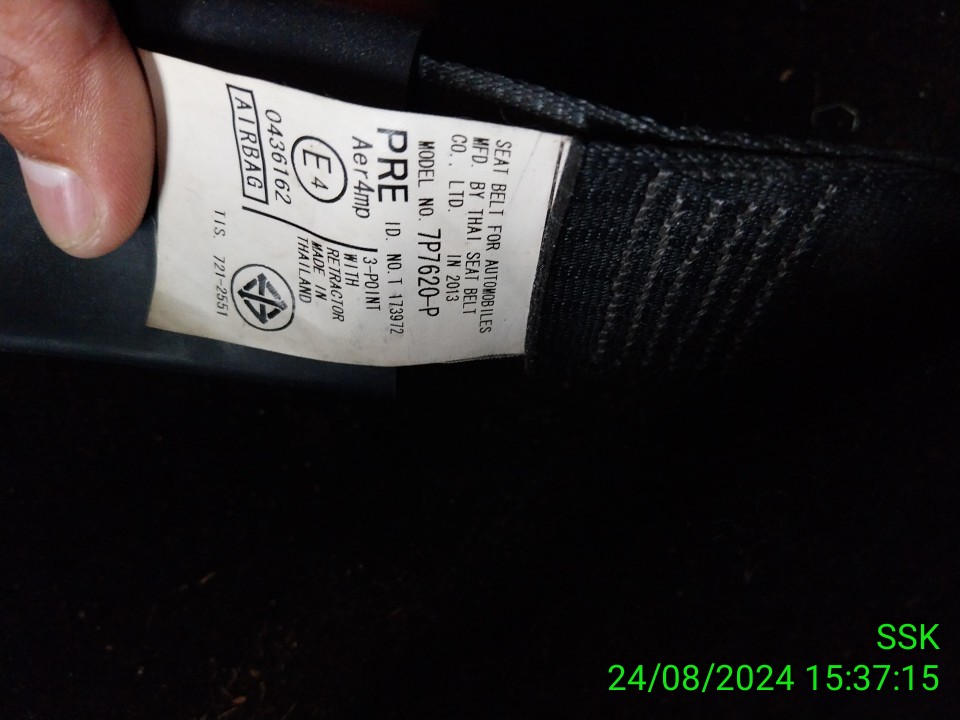 SEAT BELT FOR AUTOMOBILES
MFD. BY THAI SEAT BELT
CO., LTD. IN 2013
MODEL NO. 7P7620-P
PRE ID. NO. T 173972
Aer4mp
3-POINT
WITH
RETRACTOR
MADE IN
THAILAND
E4
0436162
AIRBAG
TIS. 721-2551
SSK
24/08/2024 15:37:15